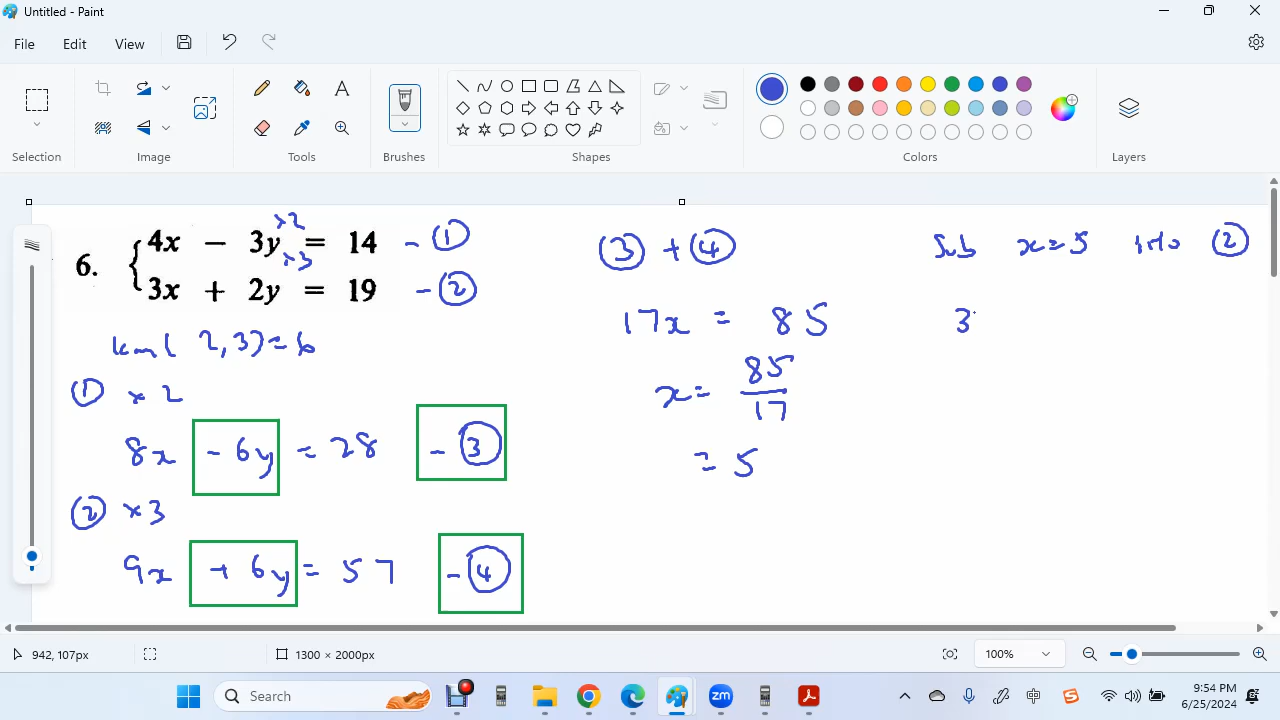 Untitled - Paint
File Edit View
Selection Image Tools Brushes Shapes Colors Layers
6. 4x − 3y = 14 - ①
×2
×3
3x + 2y = 19 - ②
( 2, 3) = 6
① × 2
8x - 6y = 28 - ③
② × 3
9x + 6y = 57 - ④
③ + ④
17x = 85
x = 85/17
= 5
Sub x=5 into ②
3
942, 107px 1300 × 2000px 100%
Search 9:54 PM
6/25/2024
zm 中 S